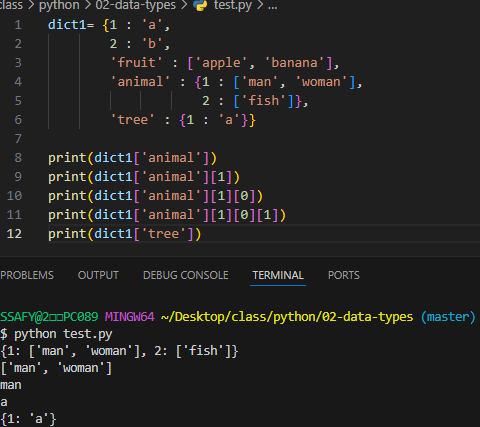 class > python > 02-data-types > test.py > ...
1 dict1= {1 : 'a',
2 2 : 'b',
3 'fruit' : ['apple', 'banana'],
4 'animal' : {1 : ['man', 'woman'],
5 2 : ['fish']},
6 'tree' : {1 : 'a'}}
7
8 print(dict1['animal'])
9 print(dict1['animal'][1])
10 print(dict1['animal'][1][0])
11 print(dict1['animal'][1][0][1])
12 print(dict1['tree'])
PROBLEMS OUTPUT DEBUG CONSOLE TERMINAL PORTS
SSAFY@2□□PC089 MINGW64 ~/Desktop/class/python/02-data-types (master)
$ python test.py
{1: ['man', 'woman'], 2: ['fish']}
['man', 'woman']
man
a
{1: 'a'}